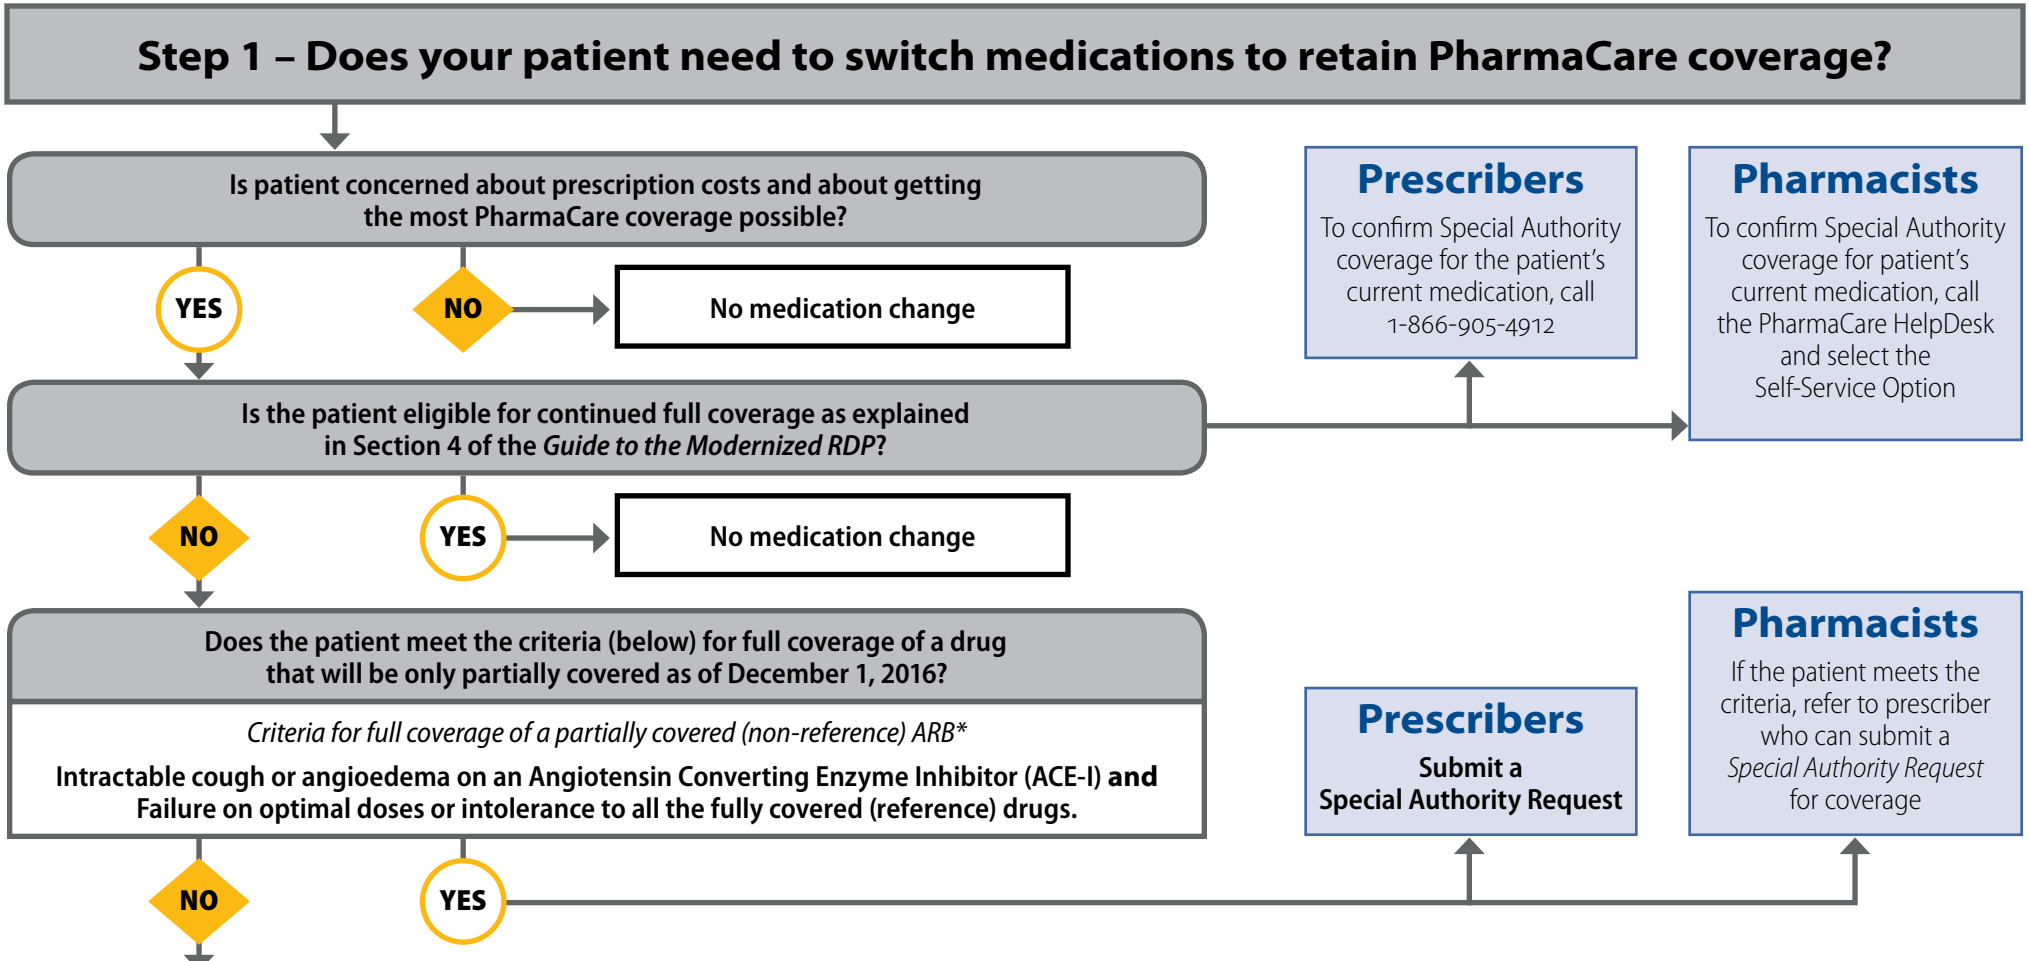 Step 1 – Does your patient need to switch medications to retain PharmaCare coverage?
Is patient concerned about prescription costs and about getting
the most PharmaCare coverage possible?
YES
NO
No medication change
Prescribers
To confirm Special Authority
coverage for the patient's
current medication, call
1-866-905-4912
Pharmacists
To confirm Special Authority
coverage for patient's
current medication, call
the PharmaCare HelpDesk
and select the
Self-Service Option
Is the patient eligible for continued full coverage as explained
in Section 4 of the Guide to the Modernized RDP?
NO
YES
No medication change
Does the patient meet the criteria (below) for full coverage of a drug
that will be only partially covered as of December 1, 2016?
Criteria for full coverage of a partially covered (non-reference) ARB*
Intractable cough or angioedema on an Angiotensin Converting Enzyme Inhibitor (ACE-I) and
Failure on optimal doses or intolerance to all the fully covered (reference) drugs.
Prescribers
Submit a
Special Authority Request
Pharmacists
If the patient meets the
criteria, refer to prescriber
who can submit a
Special Authority Request
for coverage
NO
YES